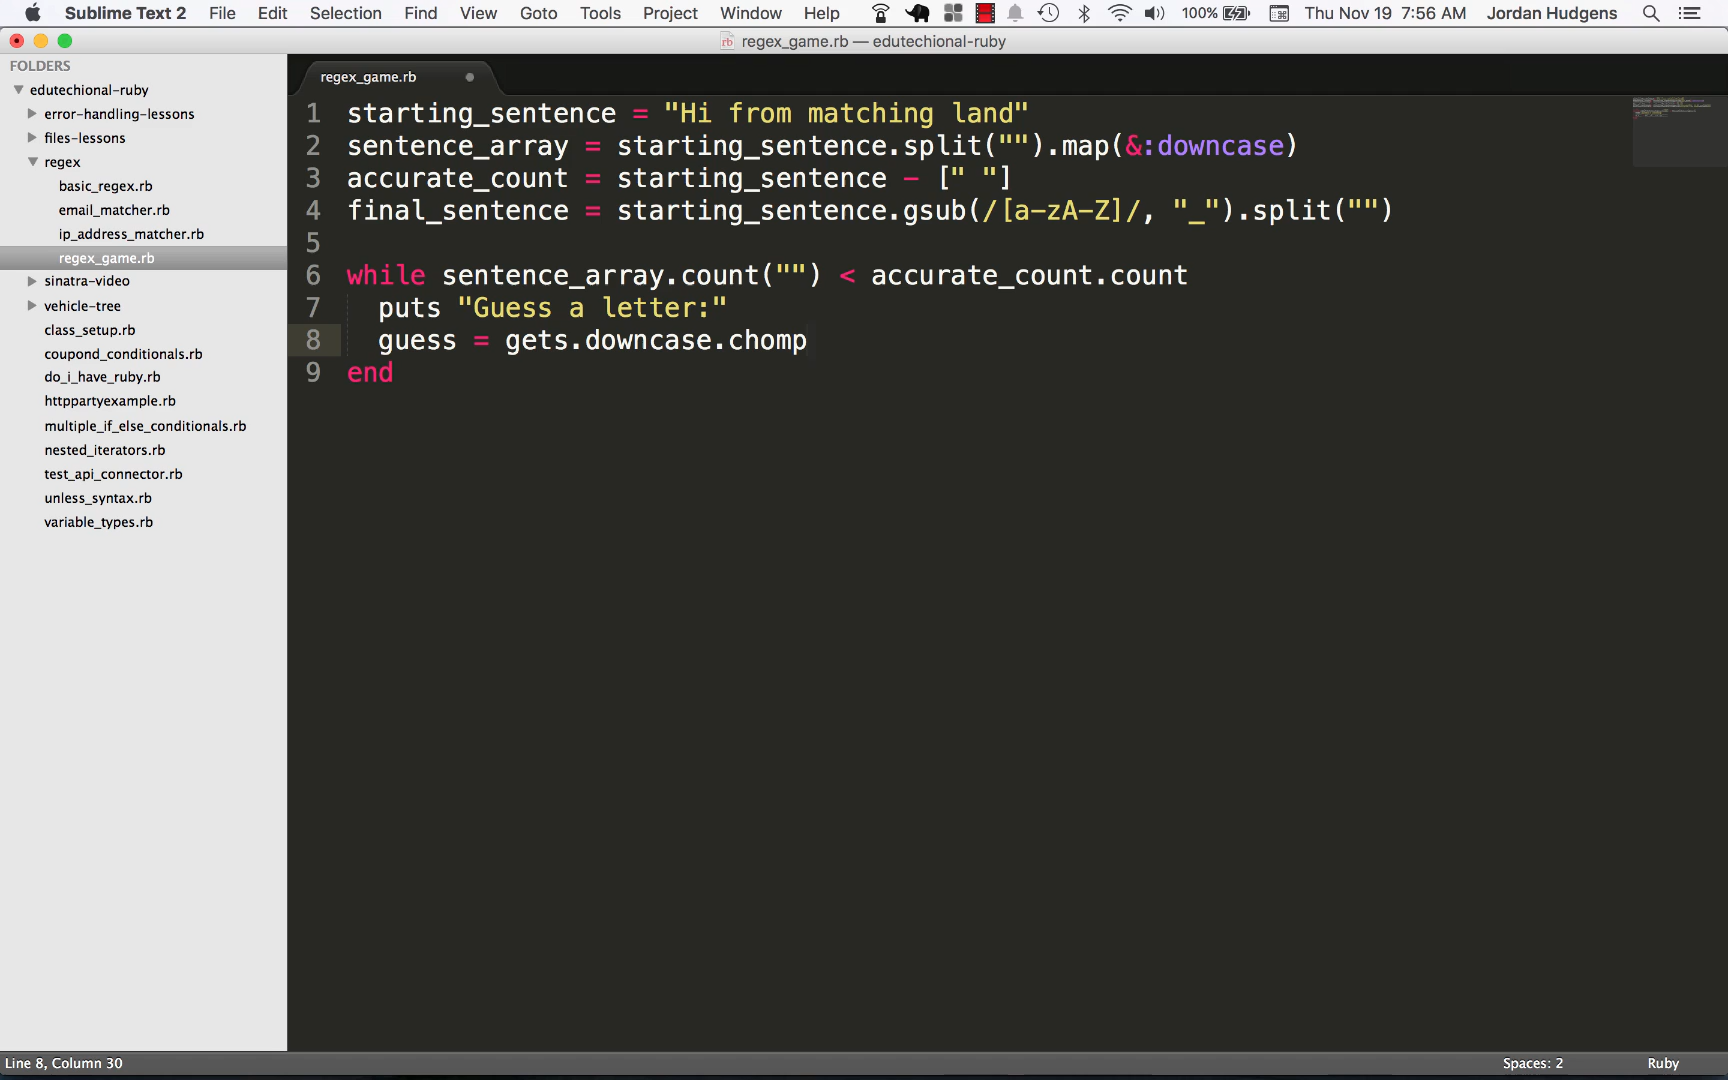 Sublime Text 2 File Edit Selection Find View Goto Tools Project Window Help 100% Thu Nov 19 7:56 AM Jordan Hudgens
regex_game.rb — edutechional-ruby
FOLDERS
edutechional-ruby
error-handling-lessons
files-lessons
regex
basic_regex.rb
email_matcher.rb
ip_address_matcher.rb
regex_game.rb
sinatra-video
vehicle-tree
class_setup.rb
coupond_conditionals.rb
do_i_have_ruby.rb
httppartyexample.rb
multiple_if_else_conditionals.rb
nested_iterators.rb
test_api_connector.rb
unless_syntax.rb
variable_types.rb
regex_game.rb
1 starting_sentence = "Hi from matching land"
2 sentence_array = starting_sentence.split("").map(&:downcase)
3 accurate_count = starting_sentence - [" "]
4 final_sentence = starting_sentence.gsub(/[a-zA-Z]/, "_").split("")
5
6 while sentence_array.count("") < accurate_count.count
7 puts "Guess a letter:"
8 guess = gets.downcase.chomp
9 end
Line 8, Column 30 Spaces: 2 Ruby